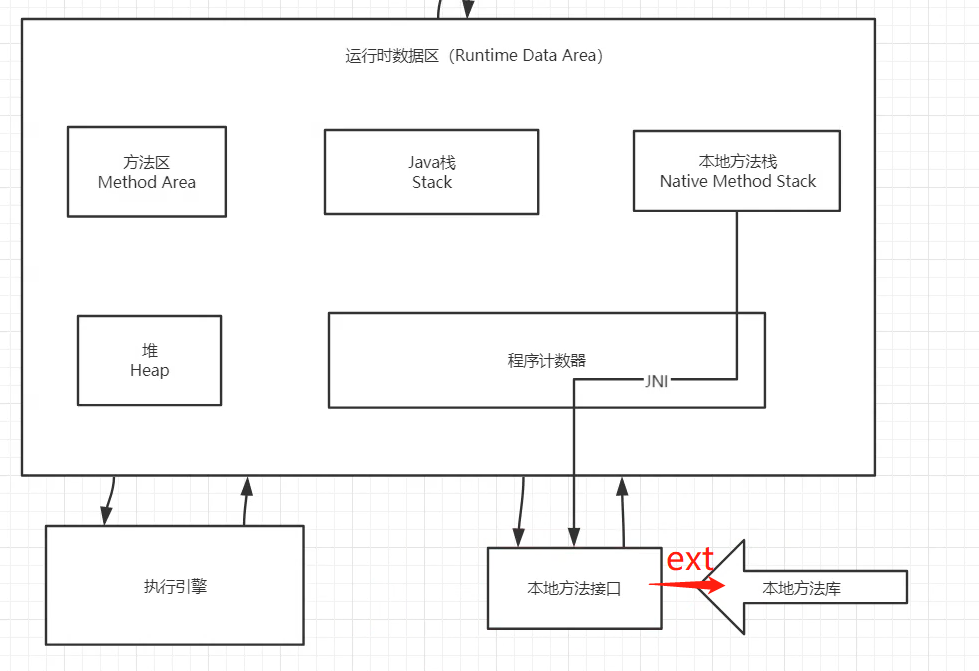 运行时数据区（Runtime Data Area）
方法区
Method Area
Java栈
Stack
本地方法栈
Native Method Stack
堆
Heap
程序计数器
JNI
执行引擎
本地方法接口
ext
本地方法库